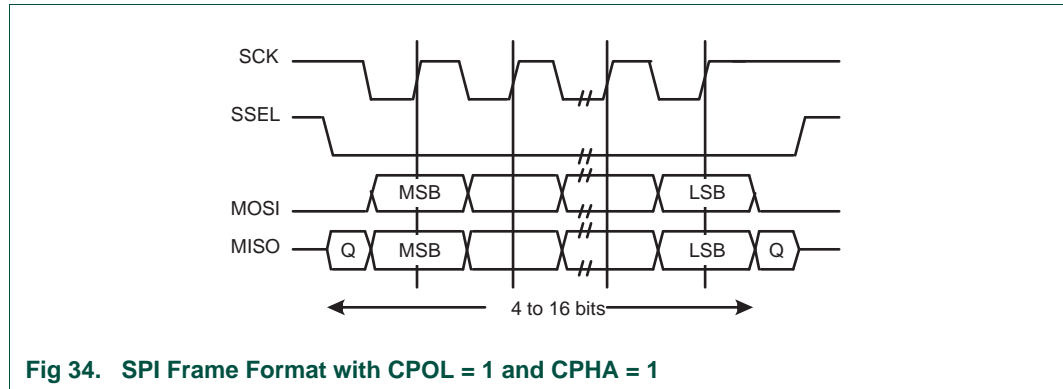 SCK
SSEL
MOSI
MSB
LSB
MISO
Q
MSB
LSB
Q
4 to 16 bits
Fig 34. SPI Frame Format with CPOL = 1 and CPHA = 1